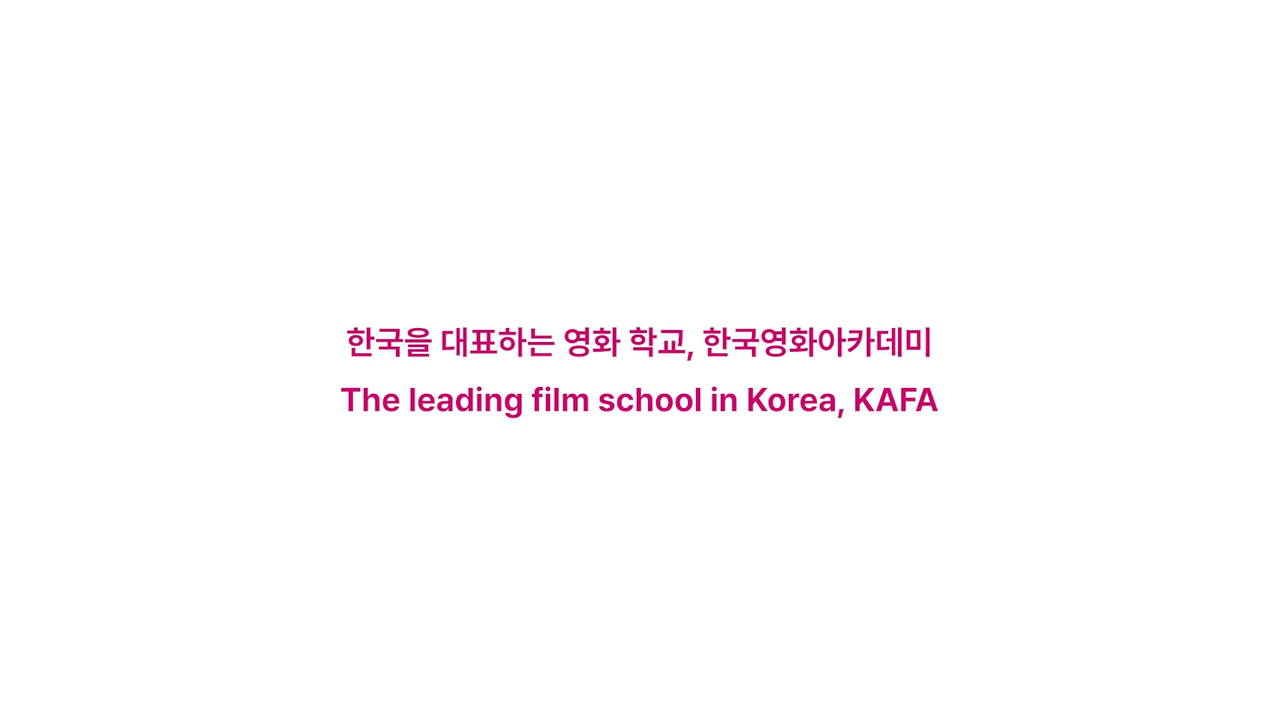 한국을 대표하는 영화 학교, 한국영화아카데미
The leading film school in Korea, KAFA